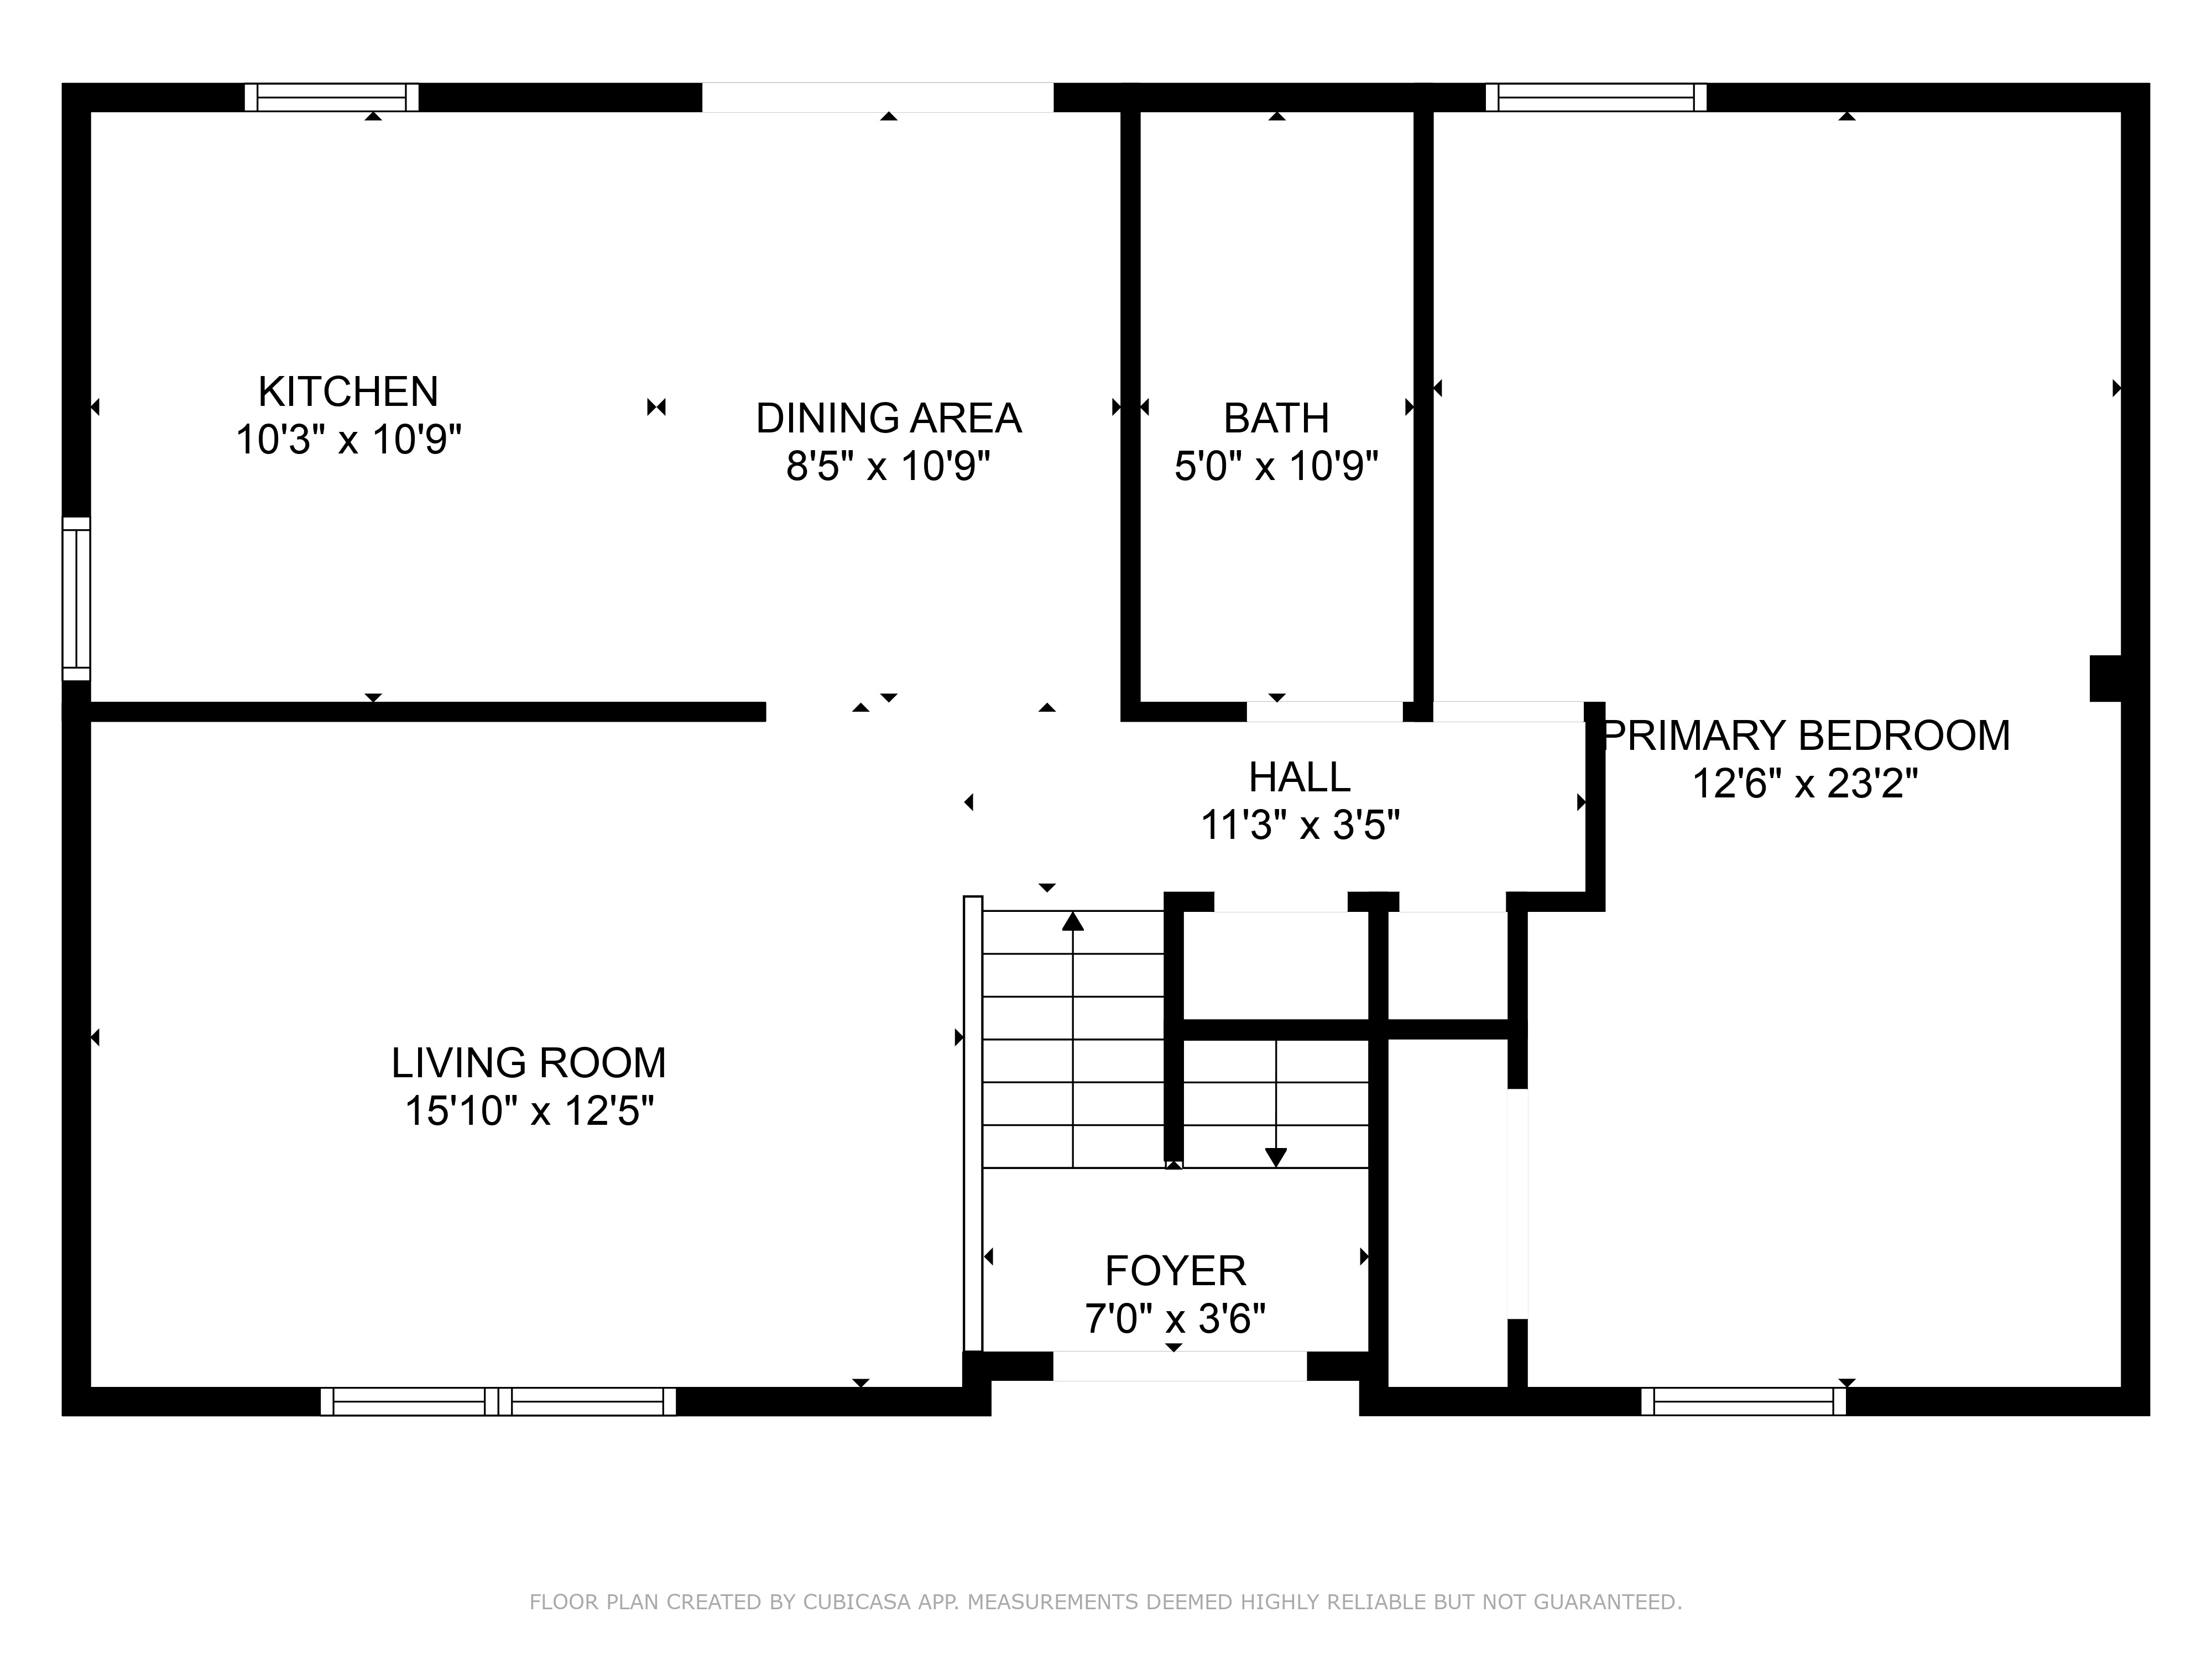 KITCHEN
10'3" x 10'9"
DINING AREA
8'5" x 10'9"
BATH
5'0" x 10'9"
PRIMARY BEDROOM
12'6" x 23'2"
HALL
11'3" x 3'5"
LIVING ROOM
15'10" x 12'5"
FOYER
7'0" x 3'6"
FLOOR PLAN CREATED BY CUBICASA APP. MEASUREMENTS DEEMED HIGHLY RELIABLE BUT NOT GUARANTEED.